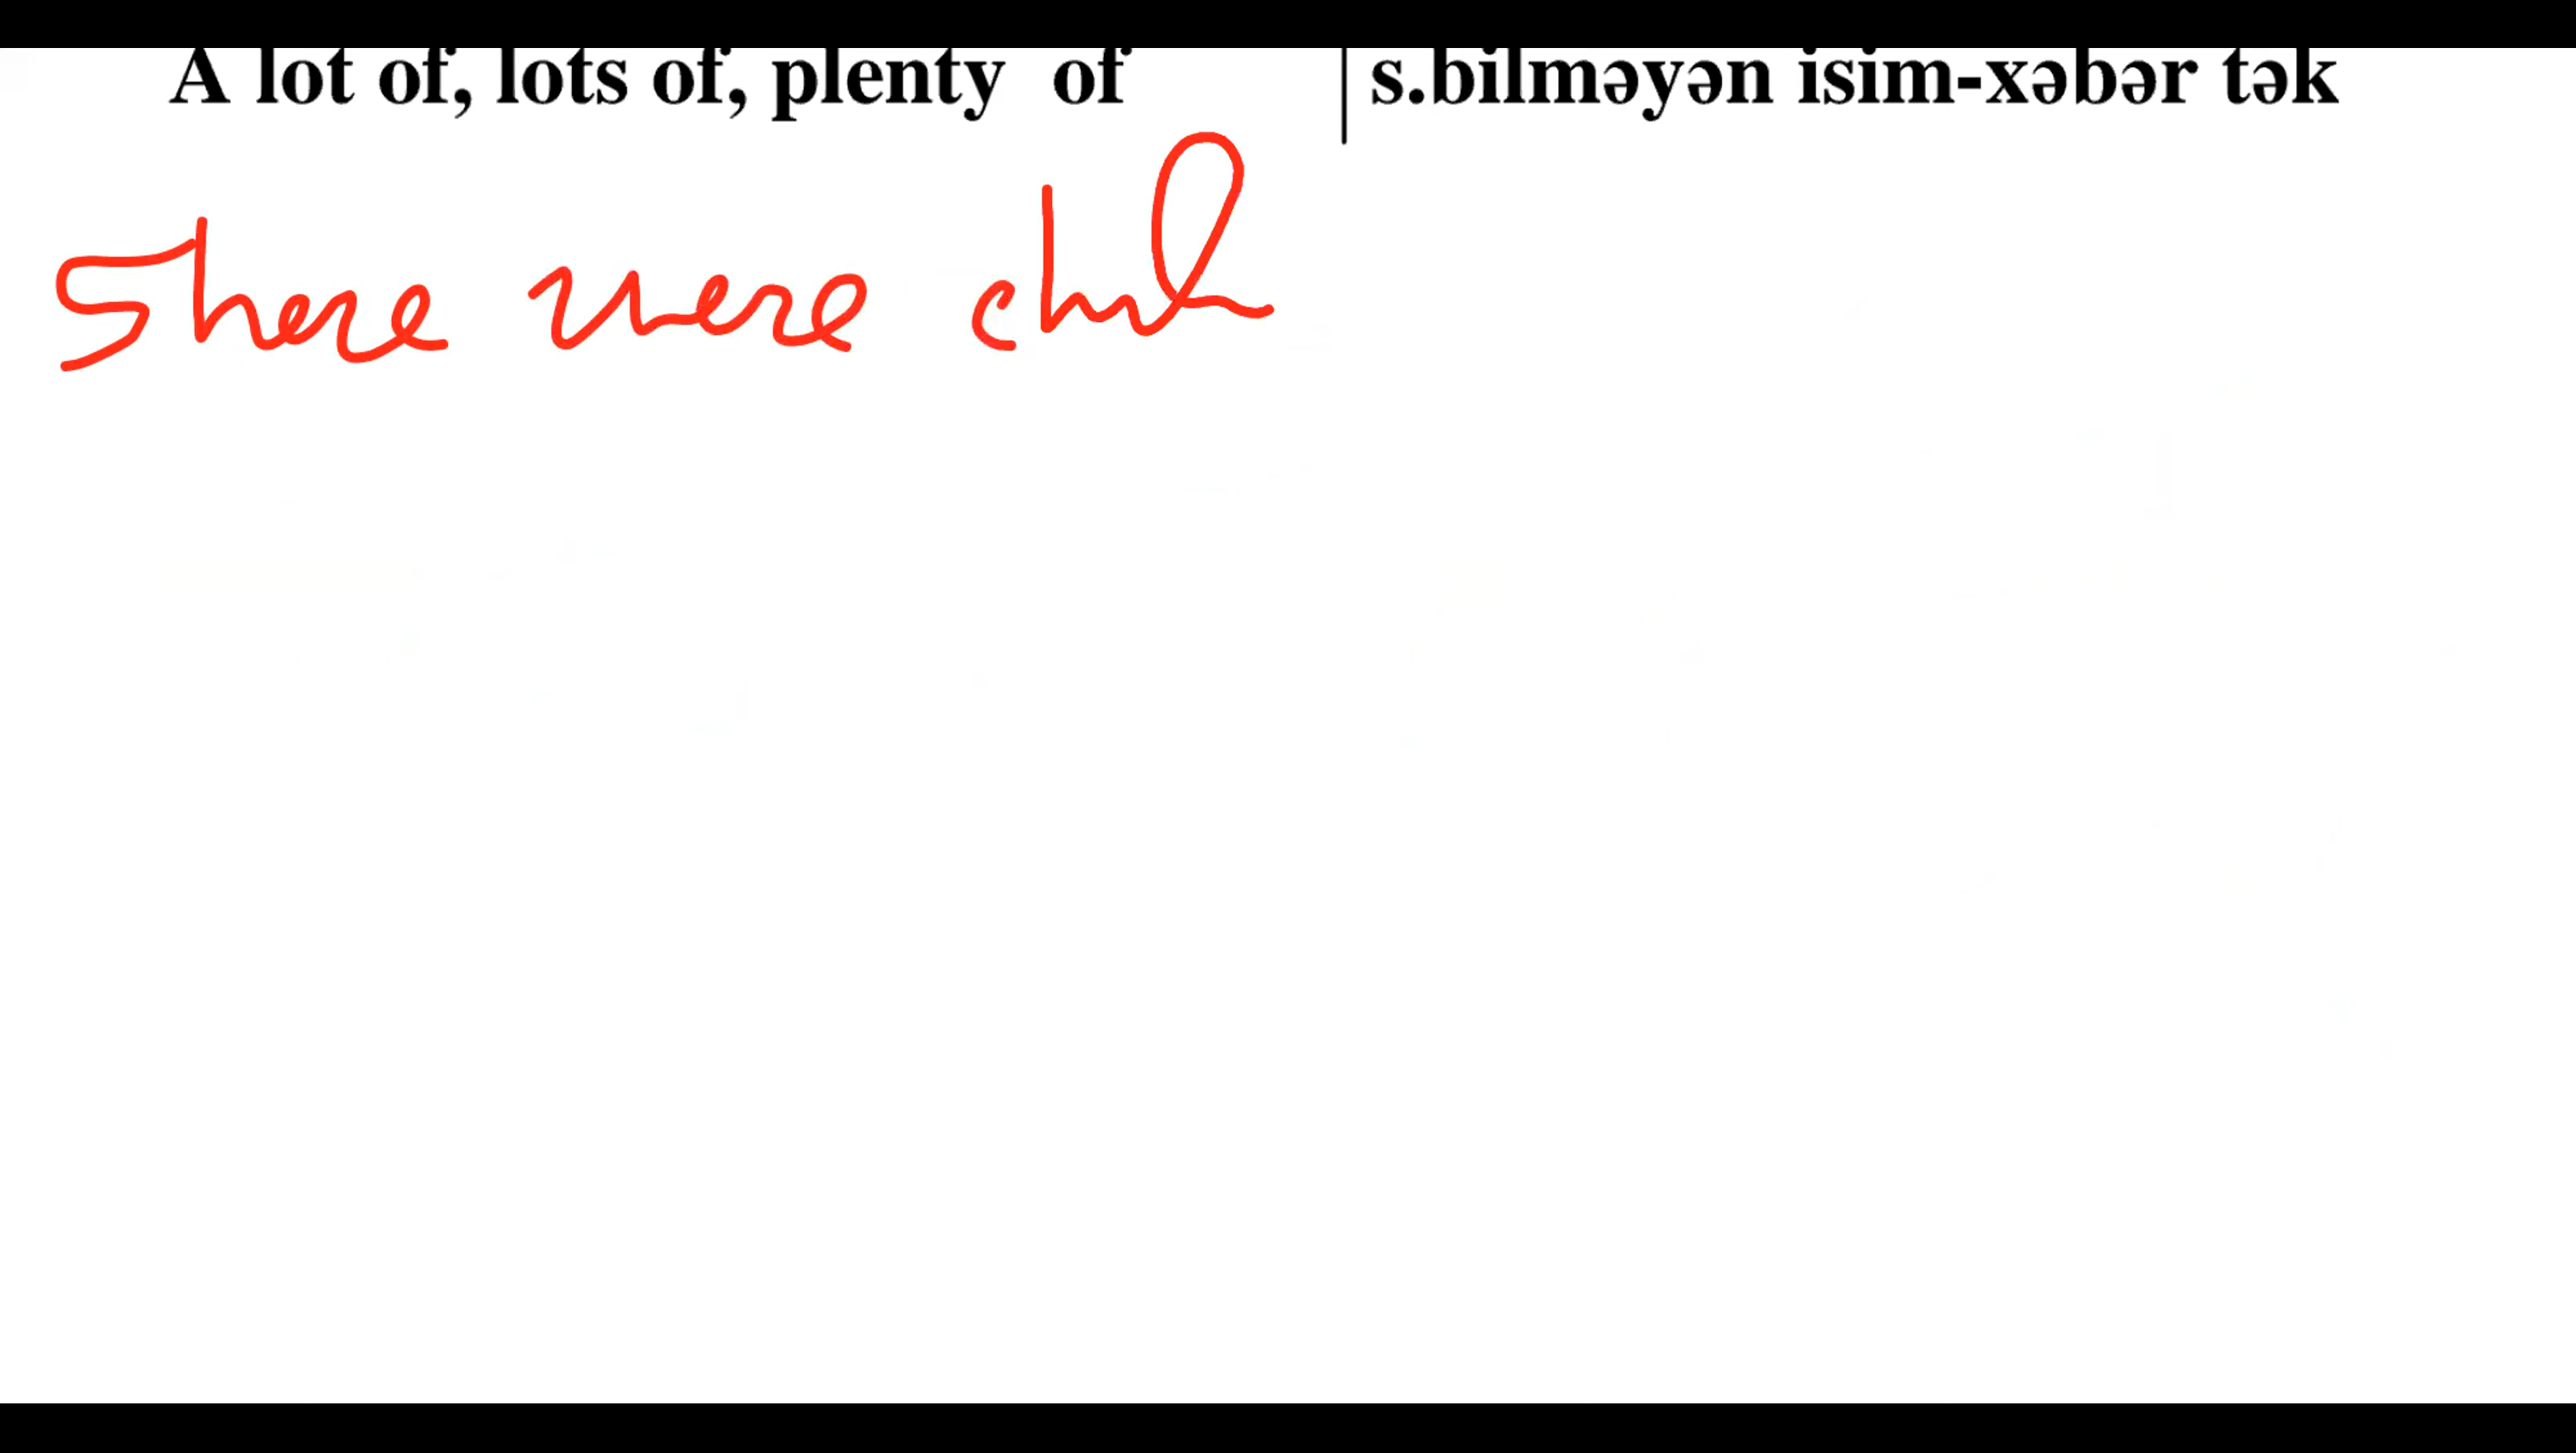 A lot of, lots of, plenty of | s.bilməyən isim-xəbər tək
There were